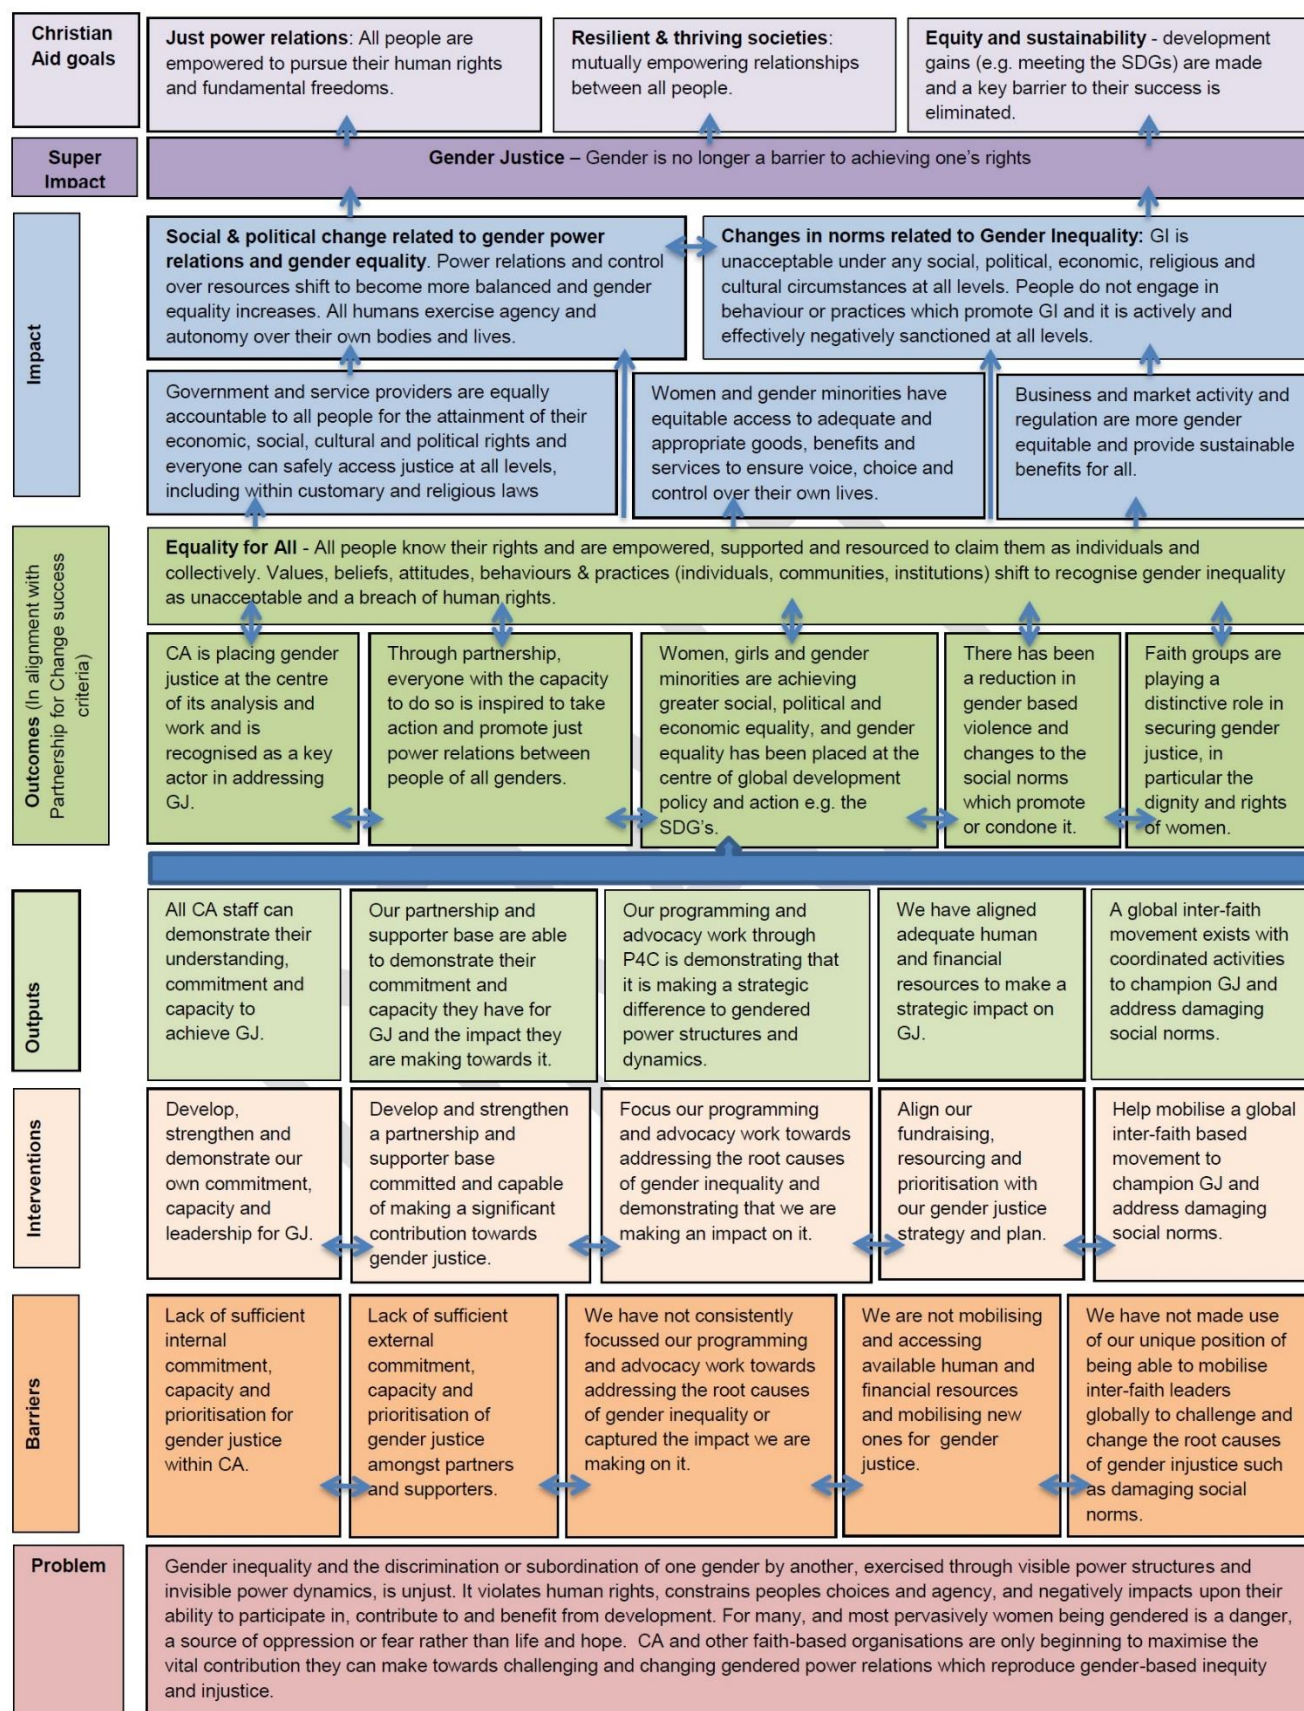 Christian
Aid goals
Just power relations: All people are
empowered to pursue their human rights
and fundamental freedoms.
Resilient & thriving societies:
mutually empowering relationships
between all people.
Equity and sustainability - development
gains (e.g. meeting the SDGs) are made
and a key barrier to their success is
eliminated.
Super
Impact
Gender Justice – Gender is no longer a barrier to achieving one's rights
Impact
Social & political change related to gender power
relations and gender equality. Power relations and control
over resources shift to become more balanced and gender
equality increases. All humans exercise agency and
autonomy over their own bodies and lives.
Changes in norms related to Gender Inequality: GI is
unacceptable under any social, political, economic, religious and
cultural circumstances at all levels. People do not engage in
behaviour or practices which promote GI and it is actively and
effectively negatively sanctioned at all levels.
Government and service providers are equally
accountable to all people for the attainment of their
economic, social, cultural and political rights and
everyone can safely access justice at all levels,
including within customary and religious laws
Women and gender minorities have
equitable access to adequate and
appropriate goods, benefits and
services to ensure voice, choice and
control over their own lives.
Business and market activity and
regulation are more gender
equitable and provide sustainable
benefits for all.
Outcomes (In alignment with
Partnership for Change success
criteria)
Equality for All - All people know their rights and are empowered, supported and resourced to claim them as individuals and
collectively. Values, beliefs, attitudes, behaviours & practices (individuals, communities, institutions) shift to recognise gender inequality
as unacceptable and a breach of human rights.
CA is placing gender
justice at the centre
of its analysis and
work and is
recognised as a key
actor in addressing
GJ.
Through partnership,
everyone with the capacity
to do so is inspired to take
action and promote just
power relations between
people of all genders.
Women, girls and gender
minorities are achieving
greater social, political and
economic equality, and gender
equality has been placed at the
centre of global development
policy and action e.g. the
SDG's.
There has been
a reduction in
gender based
violence and
changes to the
social norms
which promote
or condone it.
Faith groups are
playing a
distinctive role in
securing gender
justice, in
particular the
dignity and rights
of women.
Outputs
All CA staff can
demonstrate their
understanding,
commitment and
capacity to
achieve GJ.
Our partnership and
supporter base are able
to demonstrate their
commitment and
capacity they have for
GJ and the impact they
are making towards it.
Our programming and
advocacy work through
P4C is demonstrating that
it is making a strategic
difference to gendered
power structures and
dynamics.
We have aligned
adequate human
and financial
resources to make a
strategic impact on
GJ.
A global inter-faith
movement exists with
coordinated activities
to champion GJ and
address damaging
social norms.
Interventions
Develop,
strengthen and
demonstrate our
own commitment,
capacity and
leadership for GJ.
Develop and strengthen
a partnership and
supporter base
committed and capable
of making a significant
contribution towards
gender justice.
Focus our programming
and advocacy work towards
addressing the root causes
of gender inequality and
demonstrating that we are
making an impact on it.
Align our
fundraising,
resourcing and
prioritisation with
our gender justice
strategy and plan.
Help mobilise a global
inter-faith based
movement to
champion GJ and
address damaging
social norms.
Barriers
Lack of sufficient
internal
commitment,
capacity and
prioritisation for
gender justice
within CA.
Lack of sufficient
external
commitment,
capacity and
prioritisation of
gender justice
amongst partners
and supporters.
We have not consistently
focussed our programming
and advocacy work towards
addressing the root causes
of gender inequality or
captured the impact we are
making on it.
We are not mobilising
and accessing
available human and
financial resources
and mobilising new
ones for gender
justice.
We have not made use
of our unique position of
being able to mobilise
inter-faith leaders
globally to challenge and
change the root causes
of gender injustice such
as damaging social
norms.
Problem
Gender inequality and the discrimination or subordination of one gender by another, exercised through visible power structures and
invisible power dynamics, is unjust. It violates human rights, constrains peoples choices and agency, and negatively impacts upon their
ability to participate in, contribute to and benefit from development. For many, and most pervasively women being gendered is a danger,
a source of oppression or fear rather than life and hope. CA and other faith-based organisations are only beginning to maximise the
vital contribution they can make towards challenging and changing gendered power relations which reproduce gender-based inequity
and injustice.